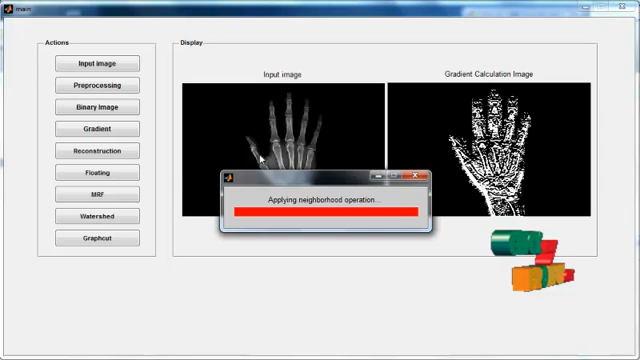 main
Actions
Display
Input image
Preprocessing
Binary Image
Gradient
Reconstruction
Floating
MRF
Watershed
Graphcut
Input image
Gradient Calculation Image
Applying neighborhood operation...